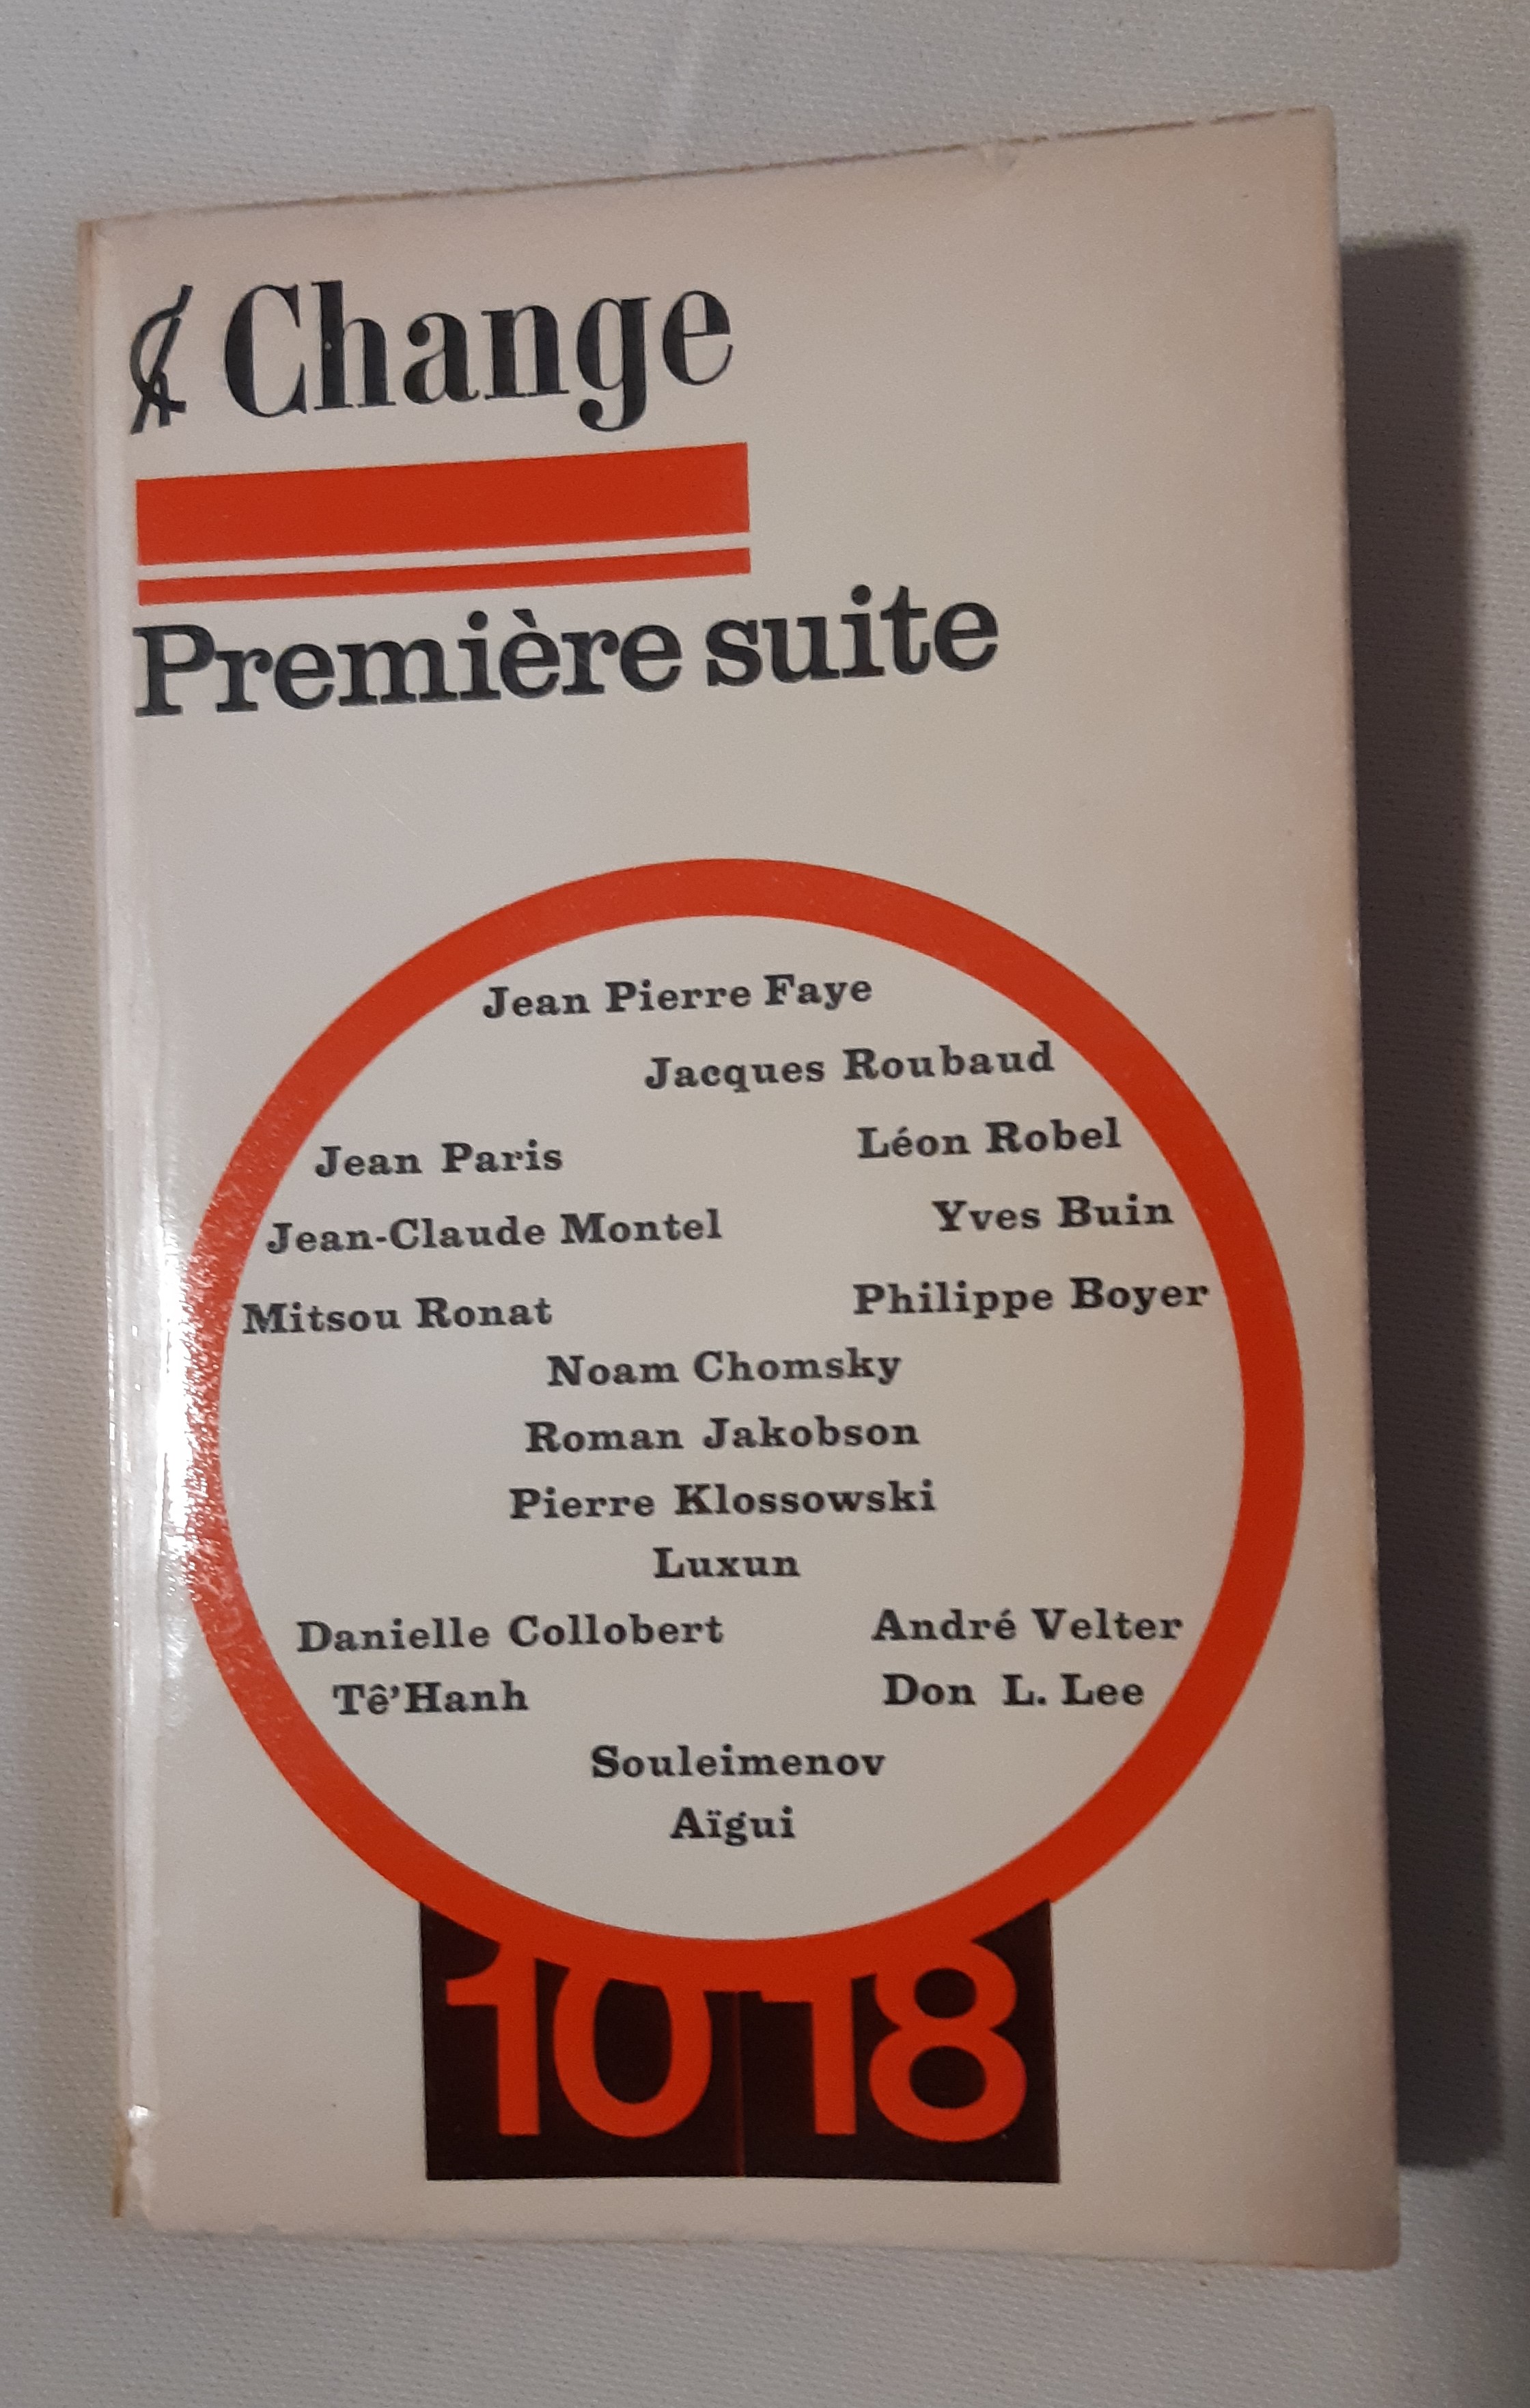 Change
Première suite
Jean Pierre Faye
Jacques Roubaud
Jean Paris
Léon Robel
Jean-Claude Montel
Yves Buin
Mitsou Ronat
Philippe Boyer
Noam Chomsky
Roman Jakobson
Pierre Klossowski
Luxun
Danielle Collobert
André Velter
Tê’Hanh
Don L. Lee
Souleimenov
Aïgui
10 18